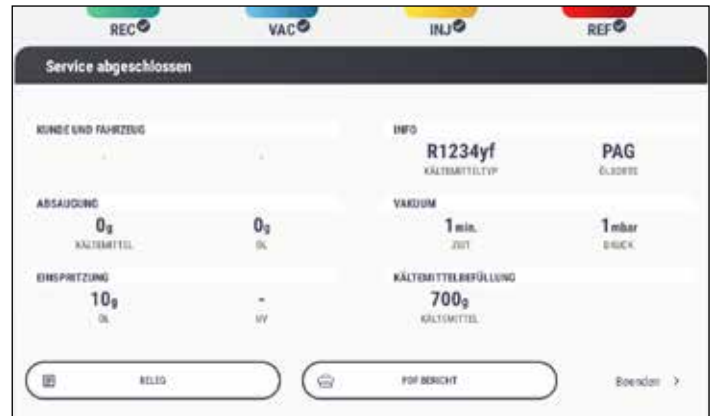 REC VAC INJ REF
Service abgeschlossen
KUNDE UND FAHRZEUG INFO
- - R1234yf PAG
KÄLTEMITTELTYP ÖLSORTE
ABSAUGUNG VAKUUM
0g 0g 1min. 1mbar
KÄLTEMITTEL ÖL ZEIT DRUCK
EINSPRITZUNG KÄLTEMITTELBEFÜLLUNG
10g - 700g
ÖL UV KÄLTEMITTEL
BELEG PDF BERICHT Beenden >